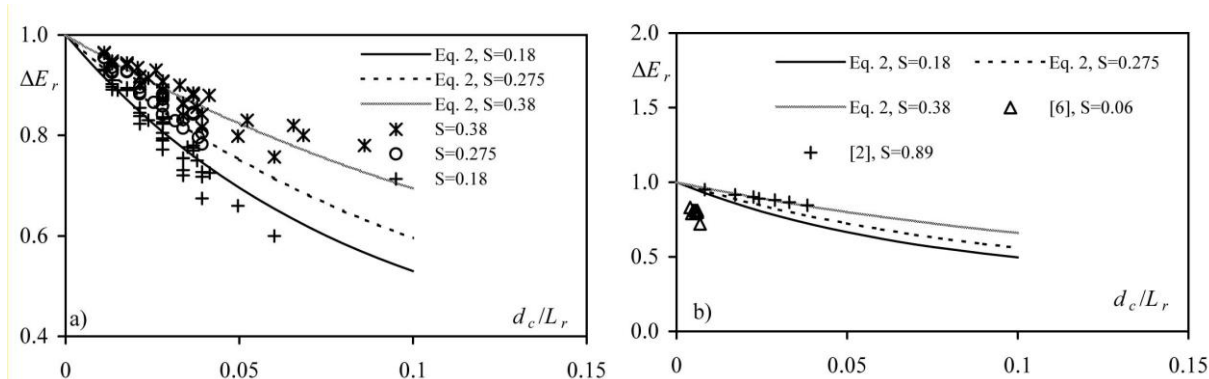 1.0
ΔE_r
0.8
0.6
0.4
Eq. 2, S=0.18
Eq. 2, S=0.275
Eq. 2, S=0.38
S=0.38
S=0.275
S=0.18
a)
d_c/L_r
0
0.05
0.1
0.15
2.0
ΔE_r
1.5
1.0
0.5
0.0
Eq. 2, S=0.18
Eq. 2, S=0.275
Eq. 2, S=0.38
[6], S=0.06
[2], S=0.89
b)
d_c/L_r
0
0.05
0.1
0.15